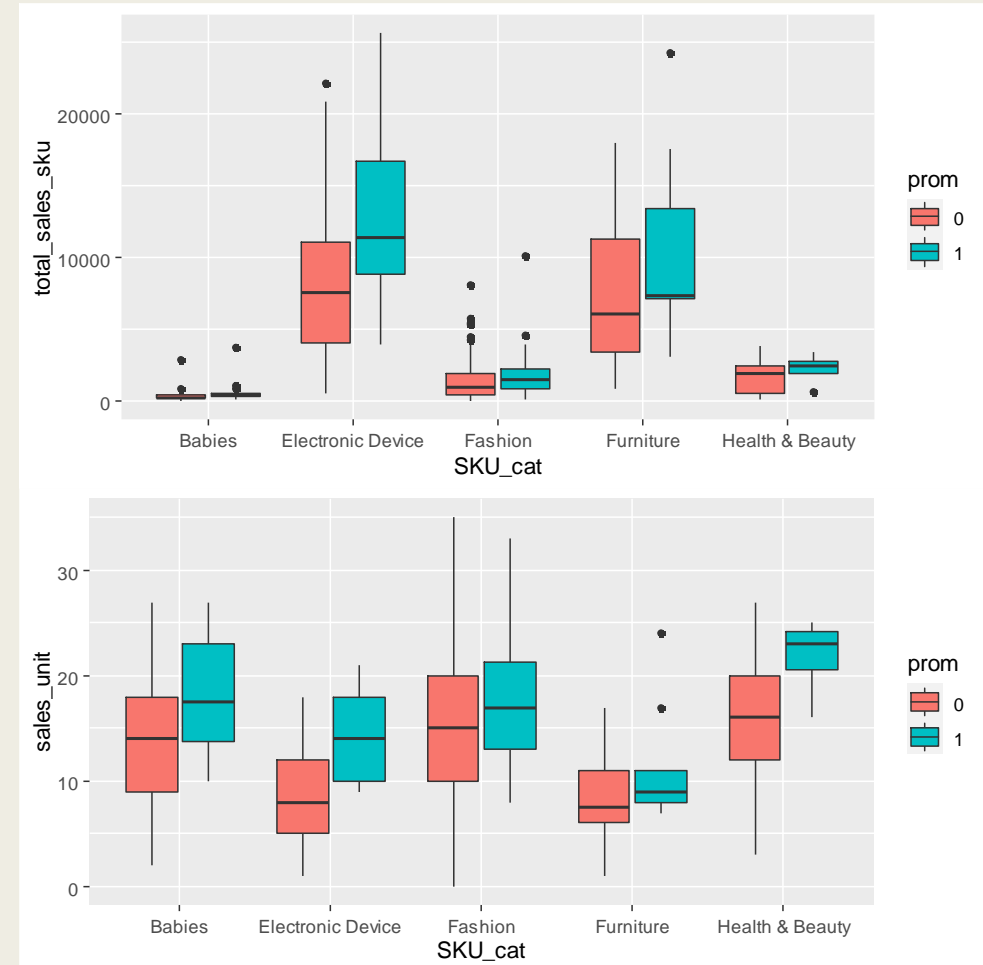 total_sales_sku
20000
10000
0
Babies
Electronic Device
Fashion
Furniture
Health & Beauty
SKU_cat
prom
0
1
sales_unit
30
20
10
0
Babies
Electronic Device
Fashion
Furniture
Health & Beauty
SKU_cat
prom
0
1